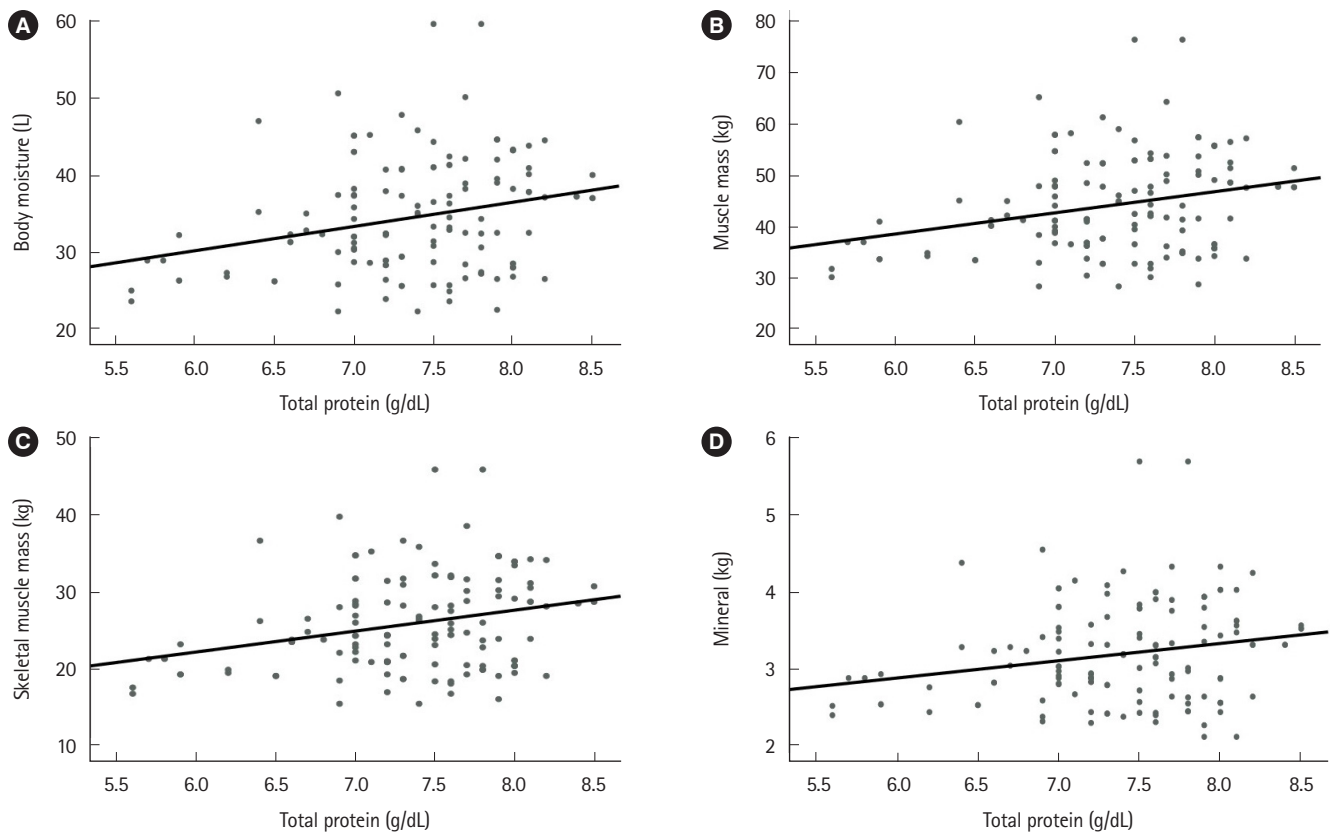 A
Body moisture (L)
60
50
40
30
20
5.5 6.0 6.5 7.0 7.5 8.0 8.5
Total protein (g/dL)
B
Muscle mass (kg)
80
70
60
50
40
30
20
5.5 6.0 6.5 7.0 7.5 8.0 8.5
Total protein (g/dL)
C
Skeletal muscle mass (kg)
50
40
30
20
10
5.5 6.0 6.5 7.0 7.5 8.0 8.5
Total protein (g/dL)
D
Mineral (kg)
6
5
4
3
2
5.5 6.0 6.5 7.0 7.5 8.0 8.5
Total protein (g/dL)